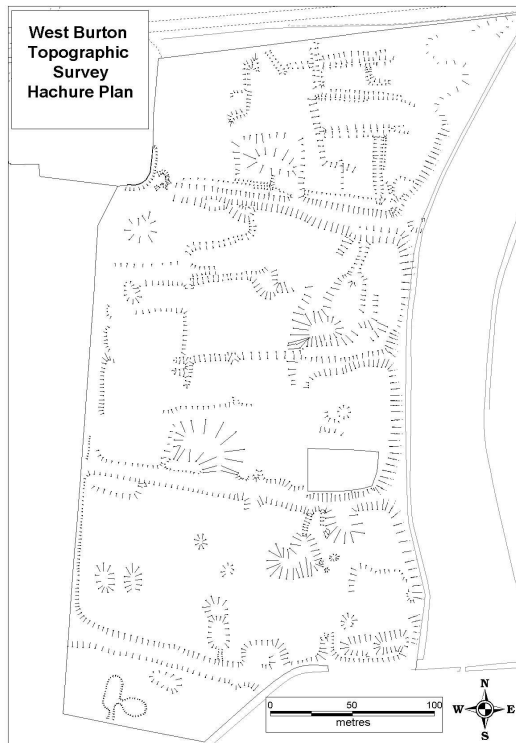 West Burton
Topographic
Survey
Hachure Plan
0 50 100
metres
N
W E
S